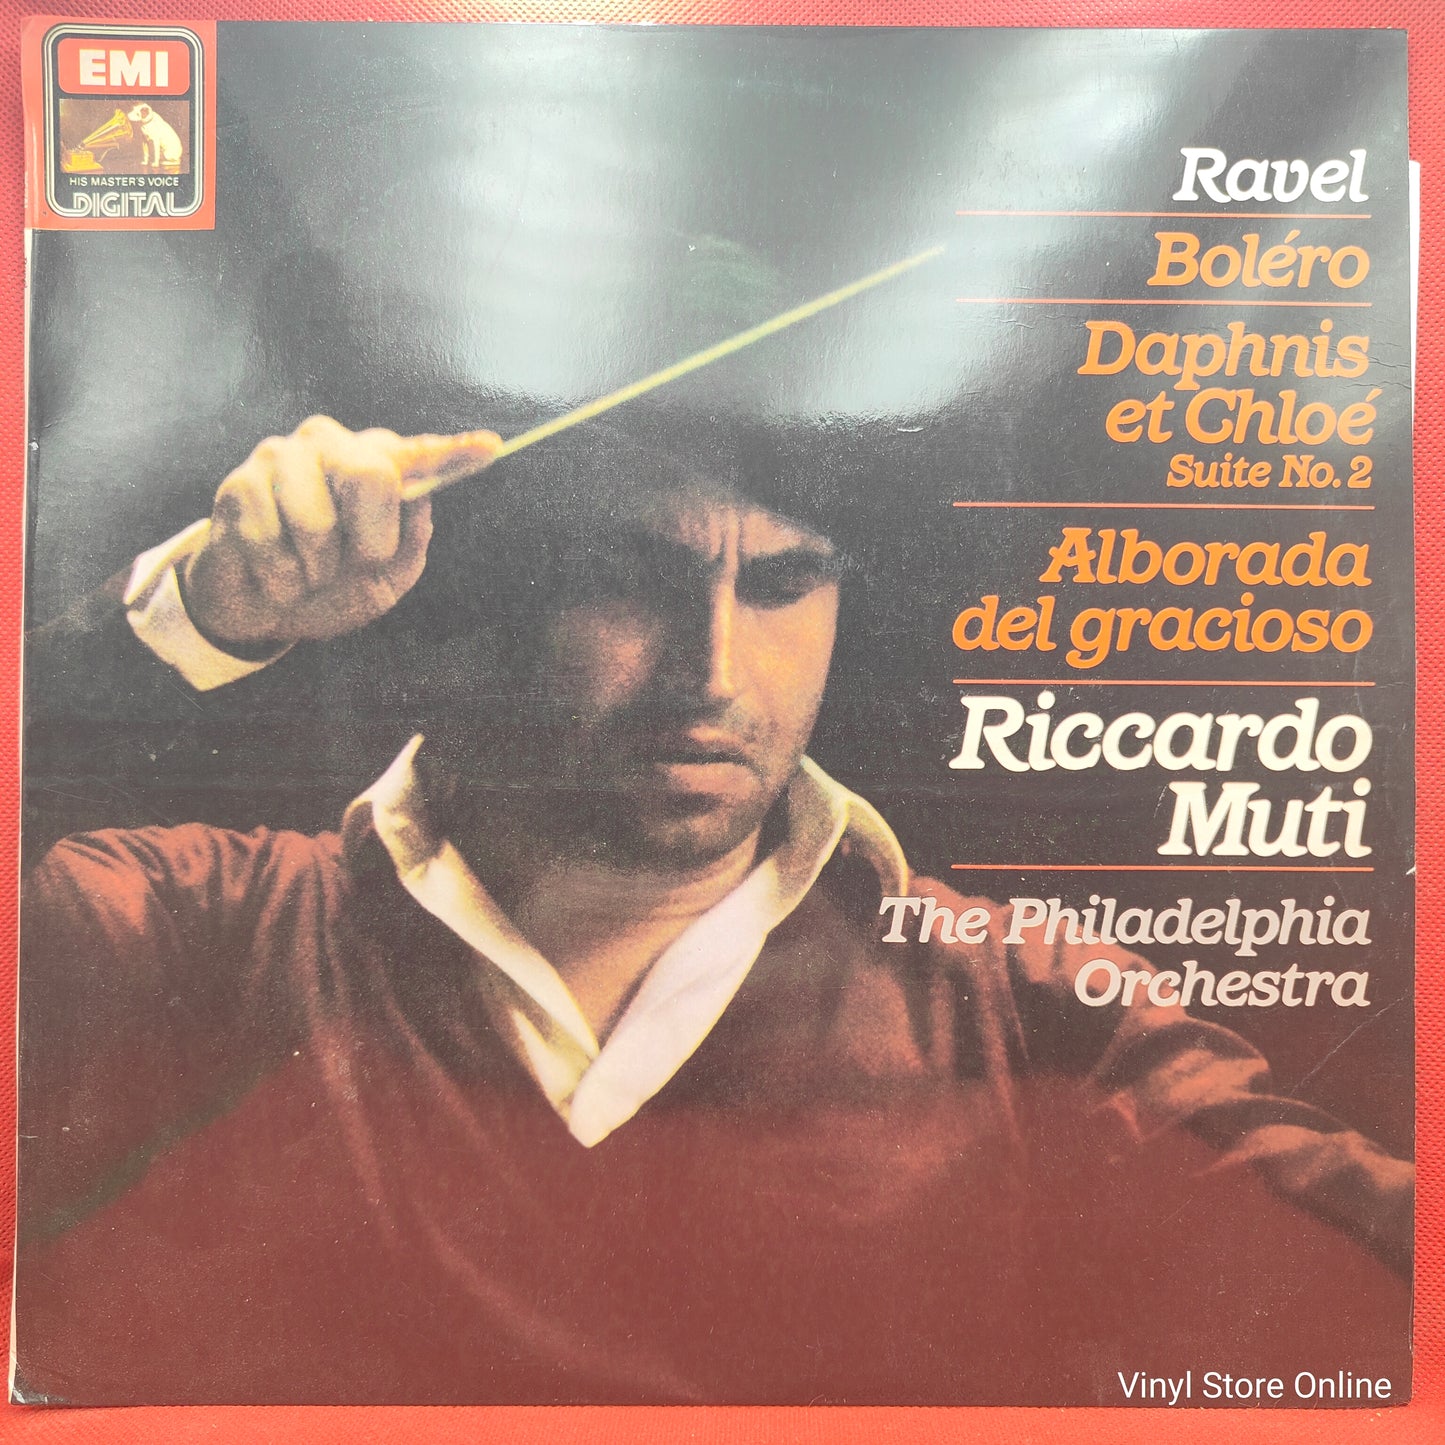 EMI
HIS MASTER'S VOICE
DIGITAL
Ravel
Boléro
Daphnis
et Chloé
Suite No. 2
Alborada
del gracioso
Riccardo
Muti
The Philadelphia
Orchestra
Vinyl Store Online